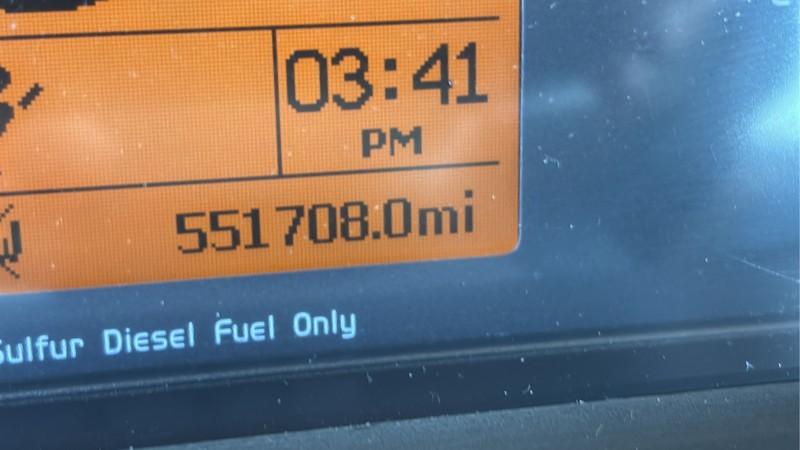 03:41
PM
551708.0mi
Sulfur Diesel Fuel Only